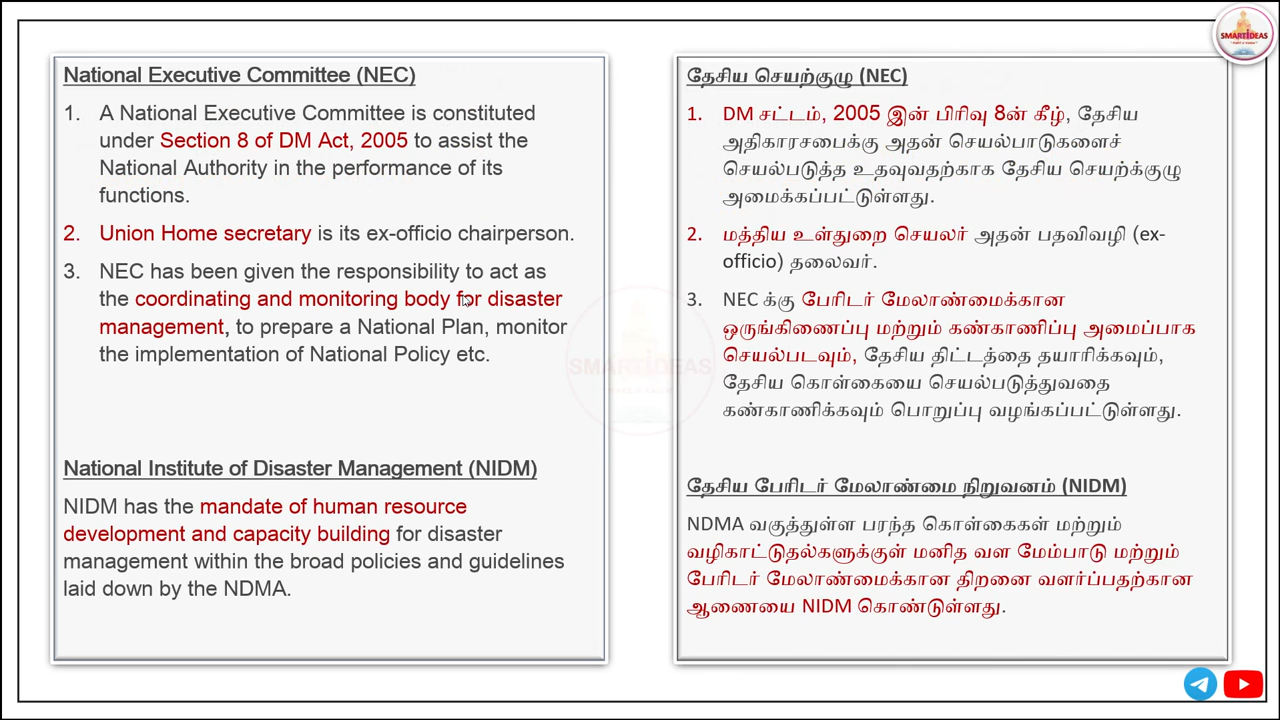 National Executive Committee (NEC)
1. A National Executive Committee is constituted
under Section 8 of DM Act, 2005 to assist the
National Authority in the performance of its
functions.
2. Union Home secretary is its ex-officio chairperson.
3. NEC has been given the responsibility to act as
the coordinating and monitoring body for disaster
management, to prepare a National Plan, monitor
the implementation of National Policy etc.
National Institute of Disaster Management (NIDM)
NIDM has the mandate of human resource
development and capacity building for disaster
management within the broad policies and guidelines
laid down by the NDMA.
தேசிய செயற்குழு (NEC)
1. DM சட்டம், 2005 இன் பிரிவு 8ன் கீழ், தேசிய
அதிகாரசபைக்கு அதன் செயல்பாடுகளைச்
செயல்படுத்த உதவுவதற்காக தேசிய செயற்க்குழு
அமைக்கப்பட்டுள்ளது.
2. மத்திய உள்துறை செயலர் அதன் பதவிவழி (ex-
officio) தலைவர்.
3. NEC க்கு பேரிடர் மேலாண்மைக்கான
ஒருங்கிணைப்பு மற்றும் கண்காணிப்பு அமைப்பாக
செயல்படவும், தேசிய திட்டத்தை தயாரிக்கவும்,
தேசிய கொள்கையை செயல்படுத்துவதை
கண்காணிக்கவும் பொறுப்பு வழங்கப்பட்டுள்ளது.
தேசிய பேரிடர் மேலாண்மை நிறுவனம் (NIDM)
NDMA வகுத்துள்ள பரந்த கொள்கைகள் மற்றும்
வழிகாட்டுதல்களுக்குள் மனித வள மேம்பாடு மற்றும்
பேரிடர் மேலாண்மைக்கான திறனை வளர்ப்பதற்கான
ஆணையை NIDM கொண்டுள்ளது.
SMARTIDEAS
SMARTIDEAS